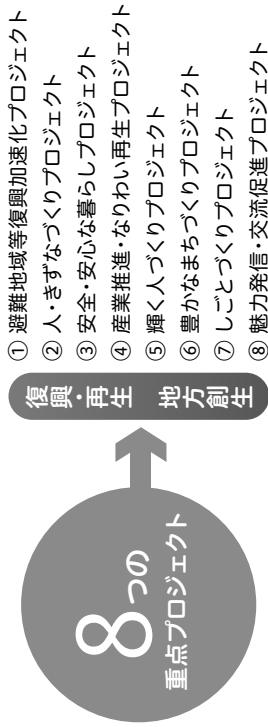 8つの
重点プロジェクト
復興・再生 地方創生
① 避難地域等復興加速化プロジェクト
② 人・きずなづくりプロジェクト
③ 安全・安心な暮らしプロジェクト
④ 産業推進・なりわい再生プロジェクト
⑤ 輝く人づくりプロジェクト
⑥ 豊かなまちづくりプロジェクト
⑦ しごとづくりプロジェクト
⑧ 魅力発信・交流促進プロジェクト